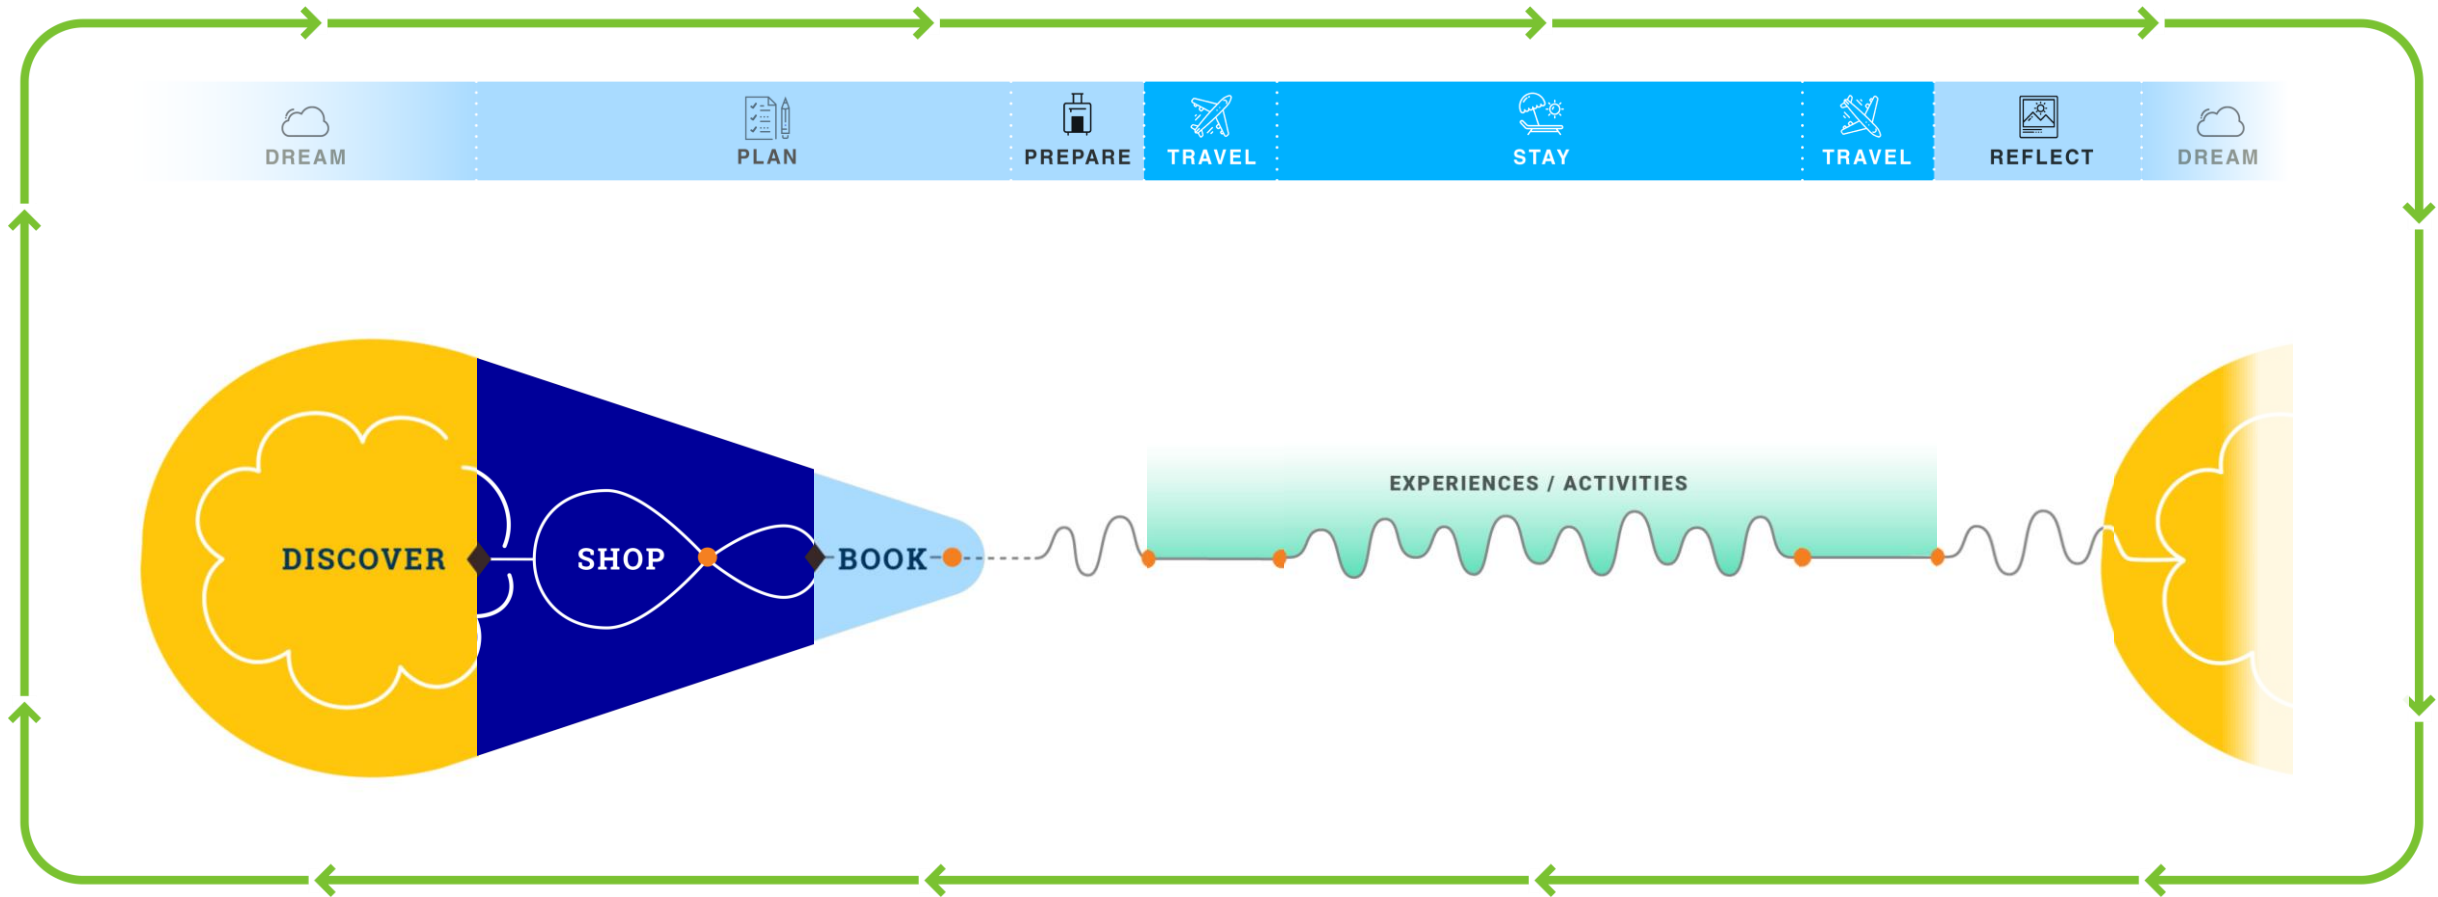 DREAM
PLAN
PREPARE
TRAVEL
STAY
TRAVEL
REFLECT
DREAM
EXPERIENCES / ACTIVITIES
DISCOVER
SHOP
BOOK